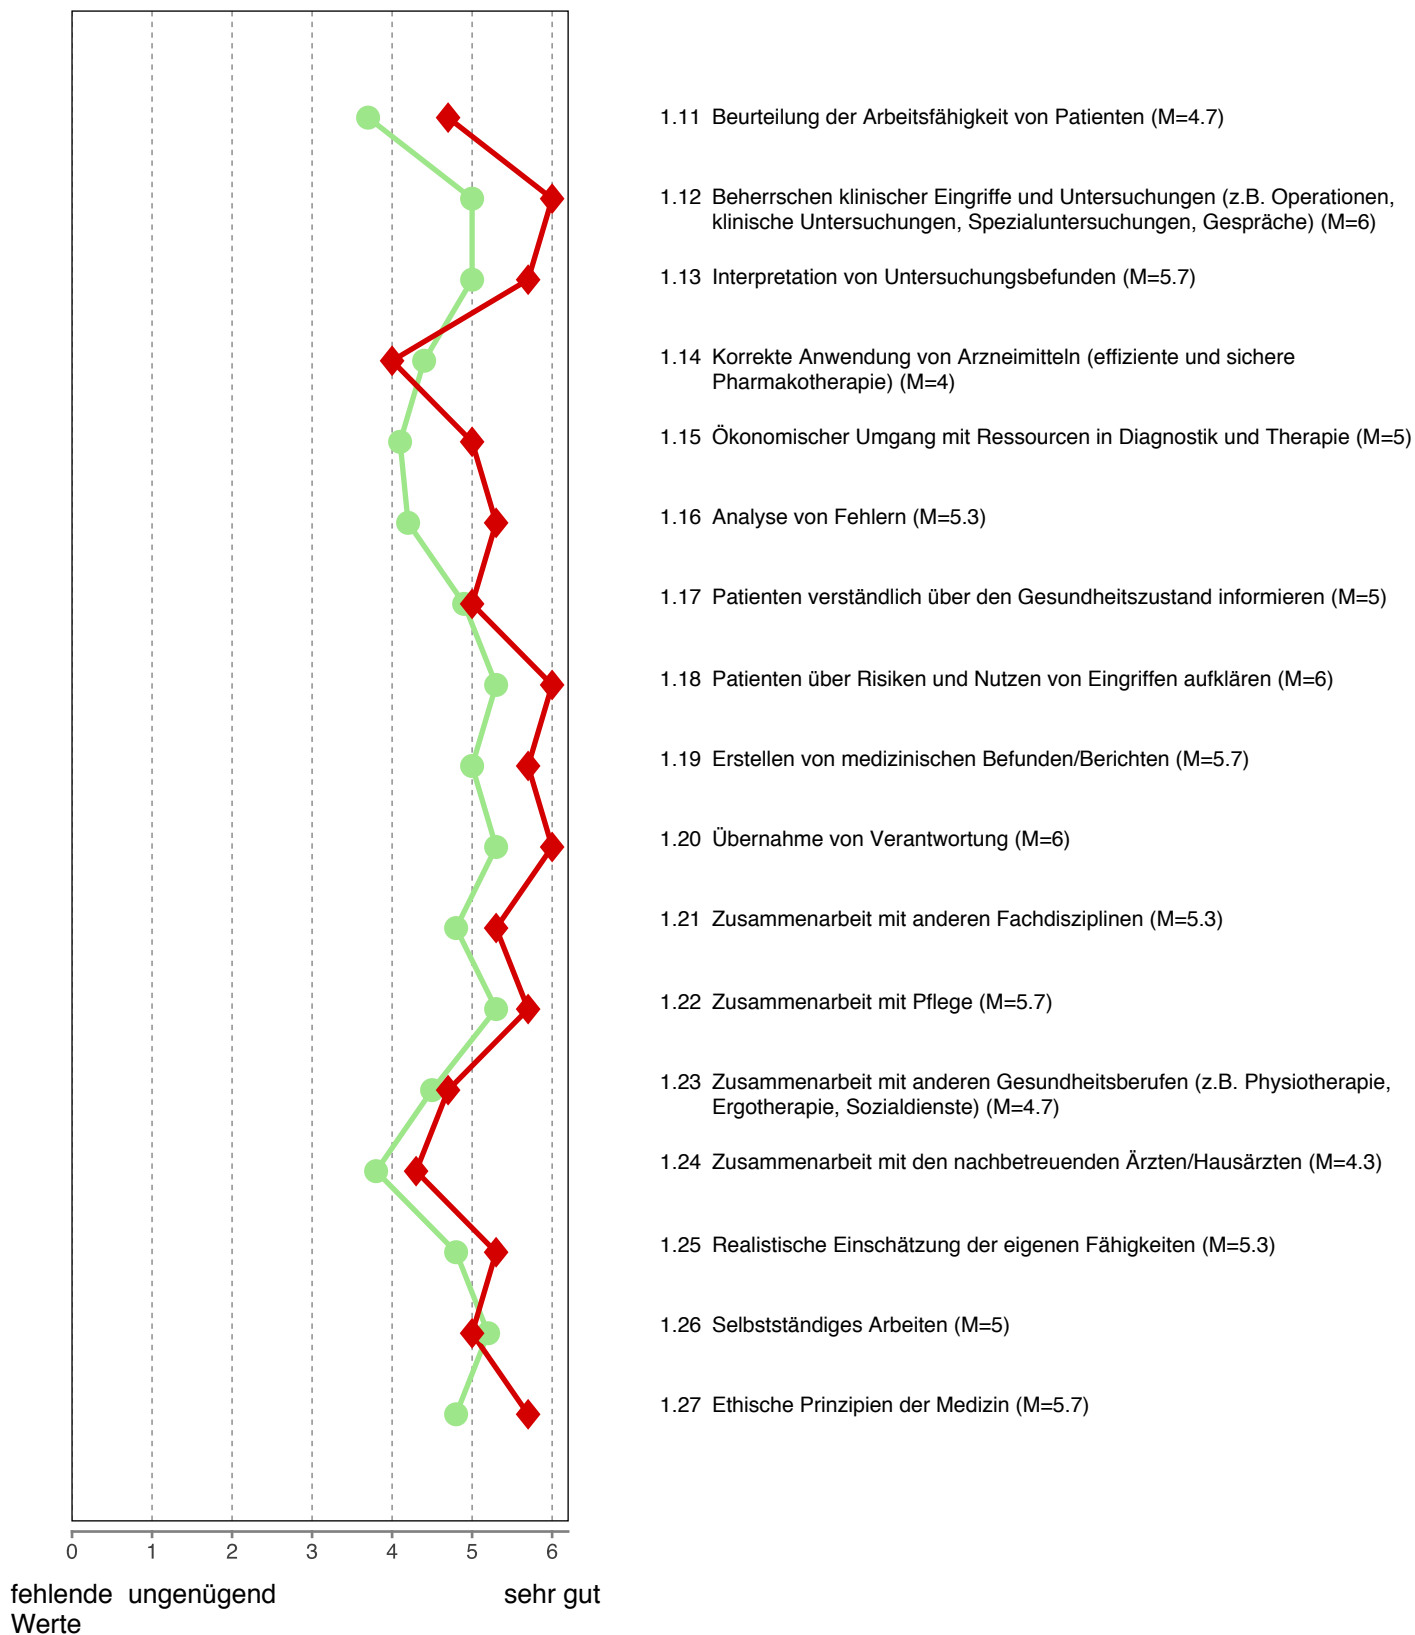 1.11 Beurteilung der Arbeitsfähigkeit von Patienten (M=4.7)
1.12 Beherrschen klinischer Eingriffe und Untersuchungen (z.B. Operationen,
klinische Untersuchungen, Spezialuntersuchungen, Gespräche) (M=6)
1.13 Interpretation von Untersuchungsbefunden (M=5.7)
1.14 Korrekte Anwendung von Arzneimitteln (effiziente und sichere
Pharmakotherapie) (M=4)
1.15 Ökonomischer Umgang mit Ressourcen in Diagnostik und Therapie (M=5)
1.16 Analyse von Fehlern (M=5.3)
1.17 Patienten verständlich über den Gesundheitszustand informieren (M=5)
1.18 Patienten über Risiken und Nutzen von Eingriffen aufklären (M=6)
1.19 Erstellen von medizinischen Befunden/Berichten (M=5.7)
1.20 Übernahme von Verantwortung (M=6)
1.21 Zusammenarbeit mit anderen Fachdisziplinen (M=5.3)
1.22 Zusammenarbeit mit Pflege (M=5.7)
1.23 Zusammenarbeit mit anderen Gesundheitsberufen (z.B. Physiotherapie,
Ergotherapie, Sozialdienste) (M=4.7)
1.24 Zusammenarbeit mit den nachbetreuenden Ärzten/Hausärzten (M=4.3)
1.25 Realistische Einschätzung der eigenen Fähigkeiten (M=5.3)
1.26 Selbstständiges Arbeiten (M=5)
1.27 Ethische Prinzipien der Medizin (M=5.7)
0 1 2 3 4 5 6
fehlende ungenügend sehr gut
Werte